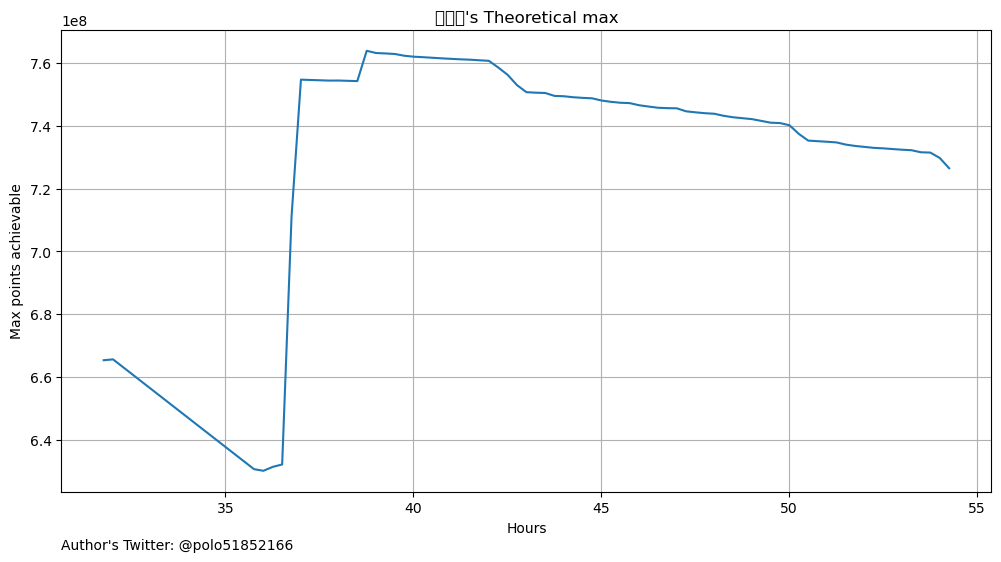 's Theoretical max
1e8
7.6
7.4
7.2
7.0
6.8
6.6
6.4
Max points achievable
35 40 45 50 55
Hours
Author's Twitter: @polo51852166